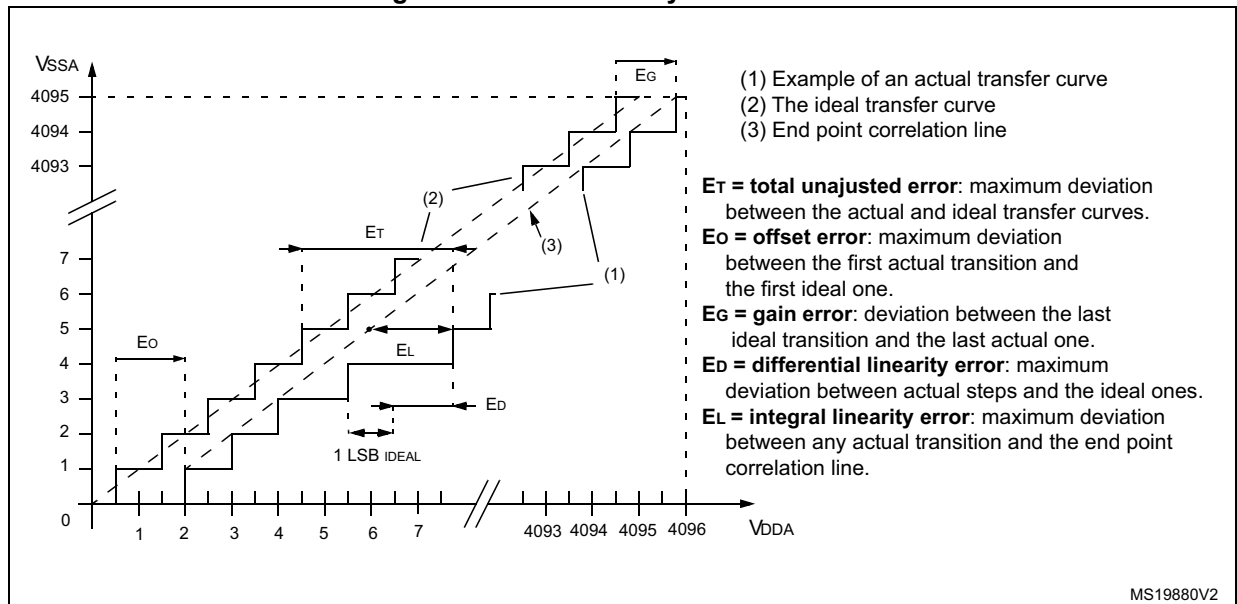 VSSA
4095
4094
4093
7
6
5
4
3
2
1
0
1 2 3 4 5 6 7 4093 4094 4095 4096 VDDA
EG
(2)
ET
(3)
(1)
EO
EL
ED
1 LSB IDEAL
(1) Example of an actual transfer curve
(2) The ideal transfer curve
(3) End point correlation line
ET = total unajusted error: maximum deviation
between the actual and ideal transfer curves.
EO = offset error: maximum deviation
between the first actual transition and
the first ideal one.
EG = gain error: deviation between the last
ideal transition and the last actual one.
ED = differential linearity error: maximum
deviation between actual steps and the ideal ones.
EL = integral linearity error: maximum deviation
between any actual transition and the end point
correlation line.
MS19880V2